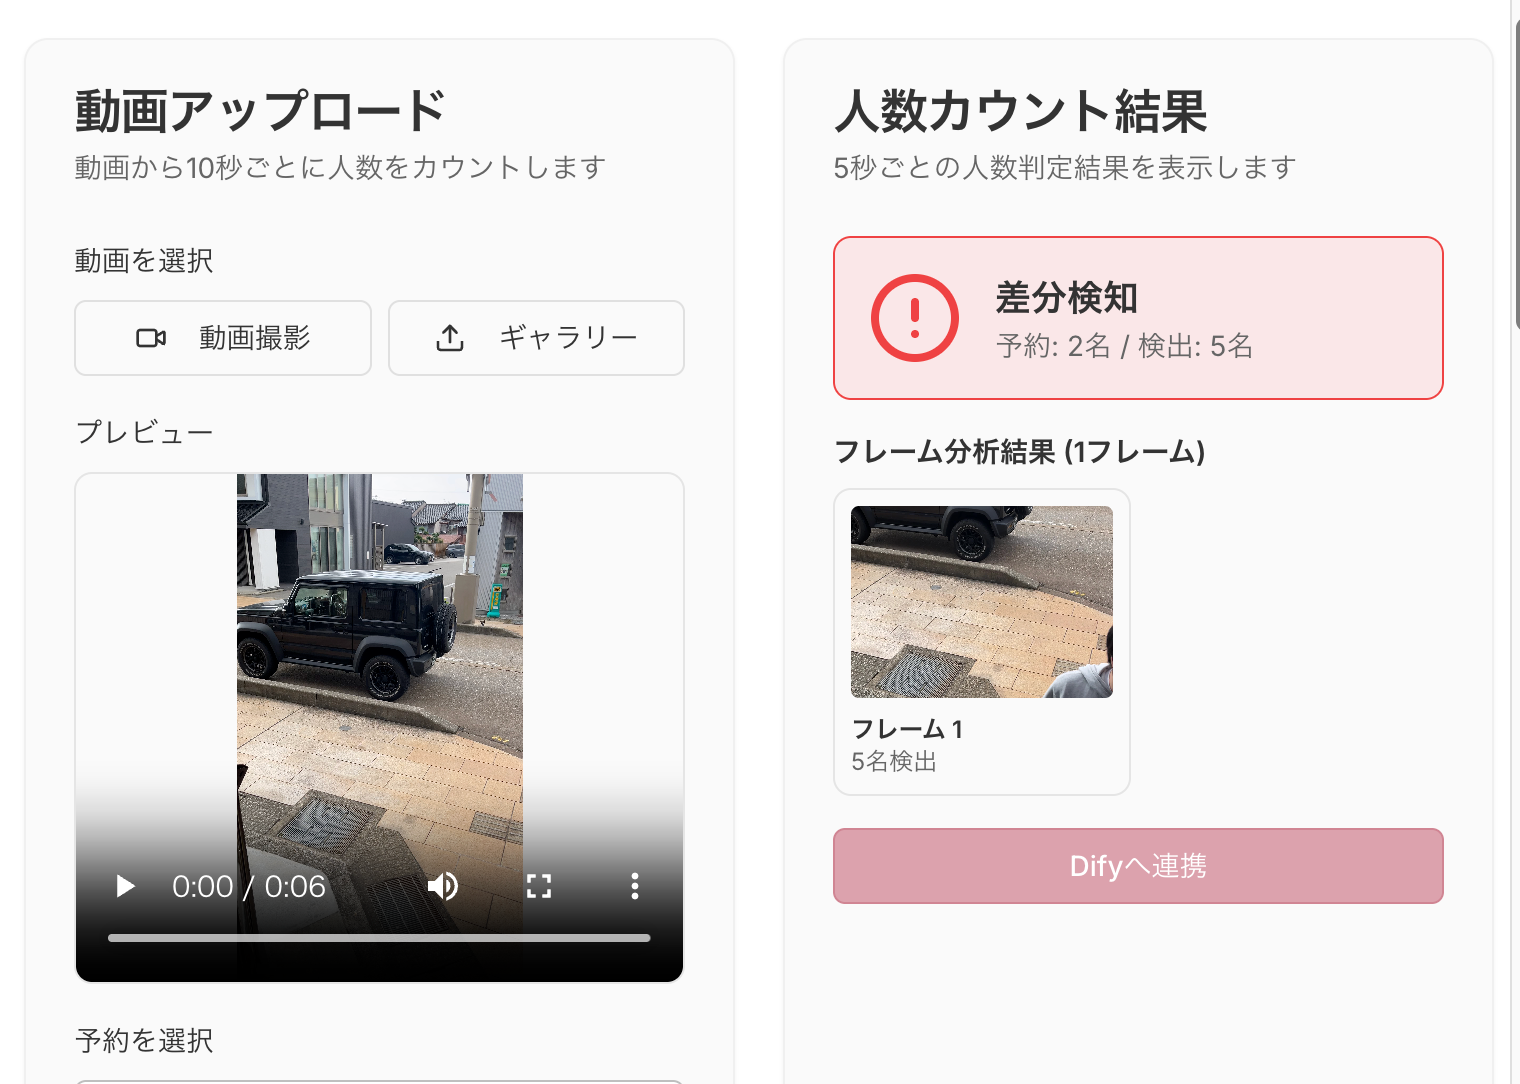 動画アップロード
動画から10秒ごとに人数をカウントします
動画を選択
動画撮影
ギャラリー
プレビュー
0:00 / 0:06
予約を選択
人数カウント結果
5秒ごとの人数判定結果を表示します
差分検知
予約: 2名 / 検出: 5名
フレーム分析結果 (1フレーム)
フレーム 1
5名検出
Difyへ連携